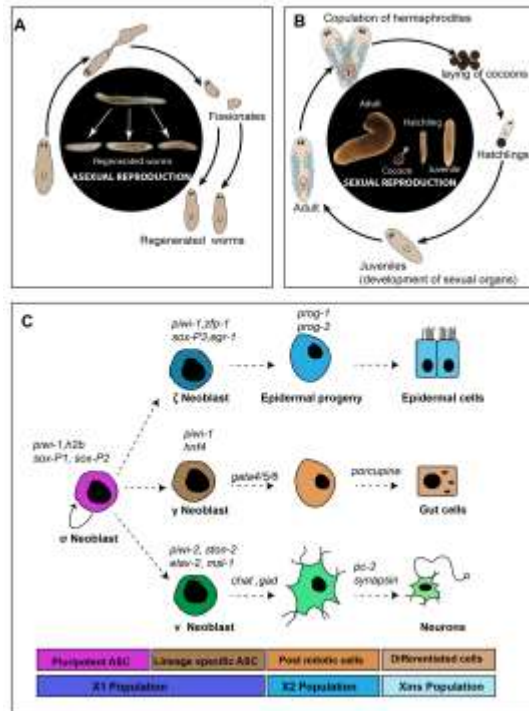 A
Fissionates
Regenerated worms
ASEXUAL REPRODUCTION
Regenerated worms
B
Copulation of hermaphrodites
laying of cocoons
Adult
Hatchling
Cocoon
Juvenile
SEXUAL REPRODUCTION
Hatchlings
Adult
Juveniles
(development of sexual organs)
C
piwi-1,zfp-1
sox-P3,egr-1
prog-1
prog-2
ζ Neoblast
Epidermal progeny
Epidermal cells
piwi-1,h2b
sox-P1, sox-P2
σ Neoblast
piwi-1
hnf4
gata4/5/6
porcupine
γ Neoblast
Gut cells
piwi-2, ston-2
elav-2, msi-1
chat ,gad
pc-2
synapsin
ν Neoblast
Neurons
Pluripotent ASC
Lineage specific ASC
Post mitotic cells
Differentiated cells
X1 Population
X2 Population
Xins Population